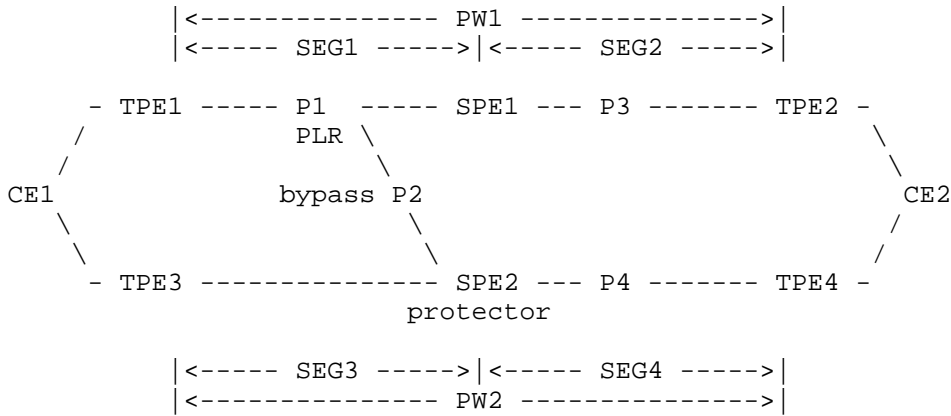 |<--------------- PW1 --------------->|
|<----- SEG1 ----->|<----- SEG2 ----->|
- TPE1 ----- P1 ----- SPE1 --- P3 ------- TPE2 -
PLR
CE1 bypass P2 CE2
- TPE3 --------------- SPE2 --- P4 ------- TPE4 -
protector
|<----- SEG3 ----->|<----- SEG4 ----->|
|<--------------- PW2 --------------->|